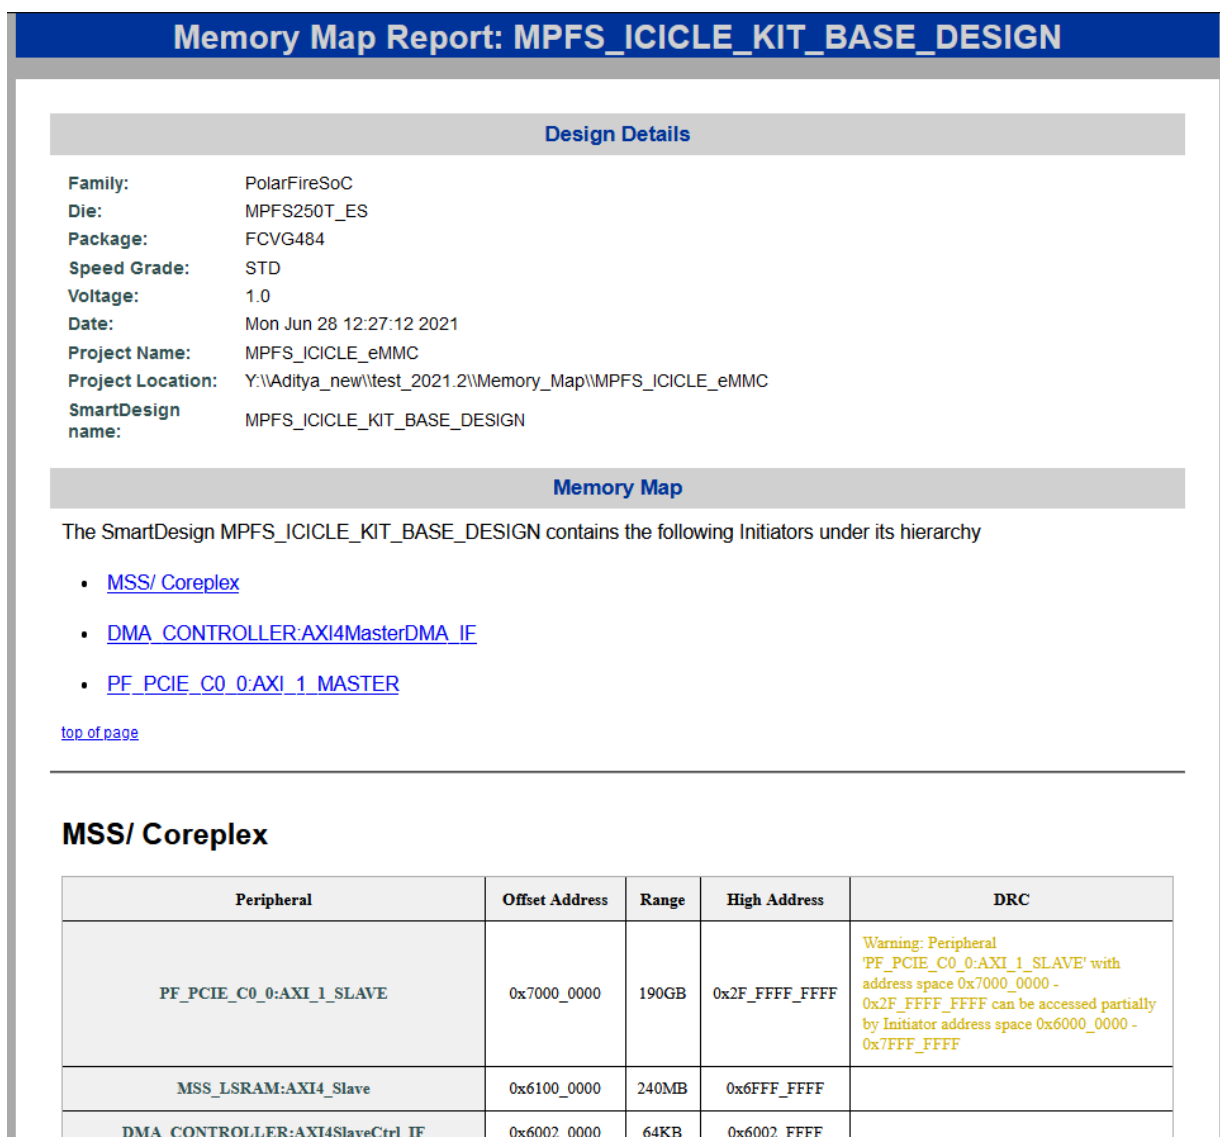 Memory Map Report: MPFS_ICICLE_KIT_BASE_DESIGN
Design Details
Family: PolarFireSoC
Die: MPFS250T_ES
Package: FCVG484
Speed Grade: STD
Voltage: 1.0
Date: Mon Jun 28 12:27:12 2021
Project Name: MPFS_ICICLE_eMMC
Project Location: Y:\\Aditya_new\\test_2021.2\\Memory_Map\\MPFS_ICICLE_eMMC
SmartDesign
name: MPFS_ICICLE_KIT_BASE_DESIGN
Memory Map
The SmartDesign MPFS_ICICLE_KIT_BASE_DESIGN contains the following Initiators under its hierarchy
• MSS/ Coreplex
• DMA_CONTROLLER:AXI4MasterDMA_IF
• PF_PCIE_C0_0:AXI_1_MASTER
top of page
MSS/ Coreplex
Peripheral Offset Address Range High Address DRC
PF_PCIE_C0_0:AXI_1_SLAVE 0x7000_0000 190GB 0x2F_FFFF_FFFF
Warning: Peripheral
'PF_PCIE_C0_0:AXI_1_SLAVE' with
address space 0x7000_0000 -
0x2F_FFFF_FFFF can be accessed partially
by Initiator address space 0x6000_0000 -
0x7FFF_FFFF
MSS_LSRAM:AXI4_Slave 0x6100_0000 240MB 0x6FFF_FFFF
DMA_CONTROLLER:AXI4SlaveCtrl_IF 0x6002_0000 64KB 0x6002_FFFF